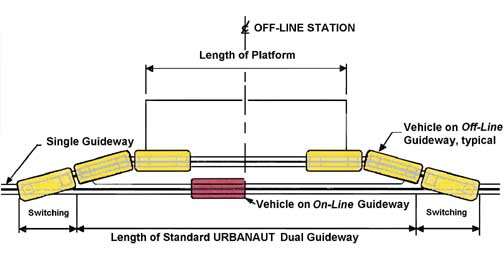 ℄ OFF-LINE STATION
Length of Platform
Single Guideway
Vehicle on Off-Line
Guideway, typical
Vehicle on On-Line Guideway
Switching
Switching
Length of Standard URBANAUT Dual Guideway